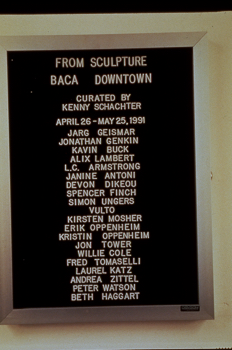 FROM SCULPTURE
BACA DOWNTOWN
CURATED BY
KENNY SCHACHTER
APRIL 26 - MAY 25, 1991
JARG GEISMAR
JONATHAN GENKIN
KAVIN BUCK
ALIX LAMBERT
L.C. ARMSTRONG
JANINE ANTONI
DEVON DIKEOU
SPENCER FINCH
SIMON UNGERS
VULTO
KIRSTEN MOSHER
ERIK OPPENHEIM
KRISTIN OPPENHEIM
JON TOWER
WILLIE COLE
FRED TOMASELLI
LAUREL KATZ
ANDREA ZITTEL
PETER WATSON
BETH HAGGART